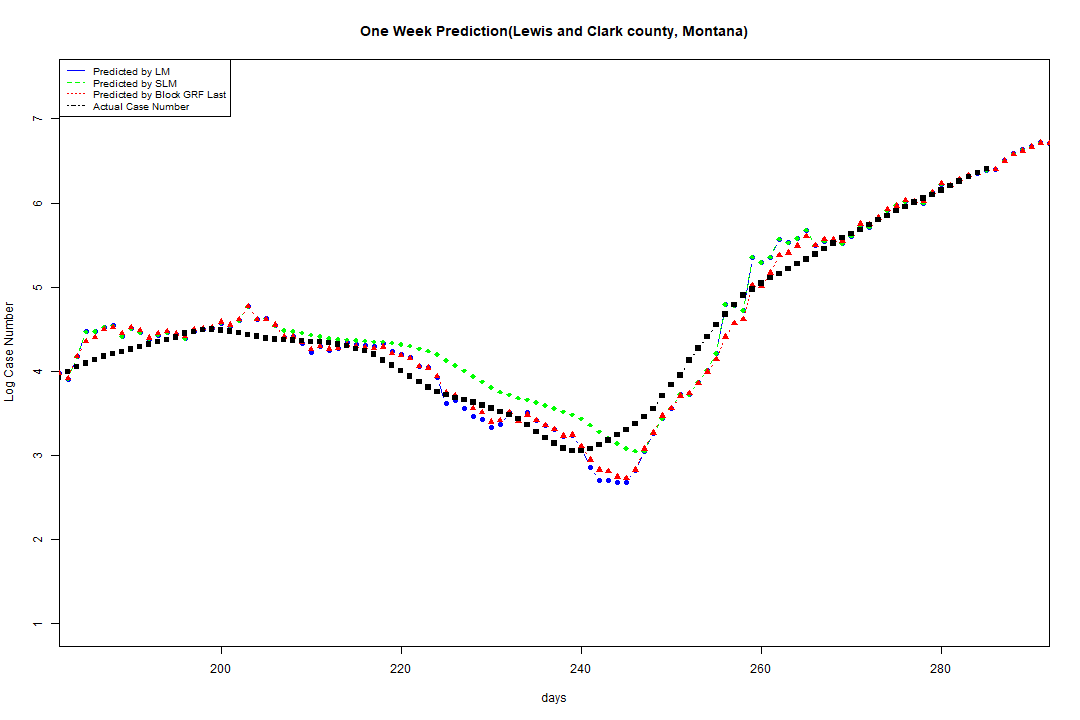 One Week Prediction(Lewis and Clark county, Montana)
Predicted by LM
Predicted by SLM
Predicted by Block GRF Last
Actual Case Number
Log Case Number
7
6
5
4
3
2
1
200 220 240 260 280
days